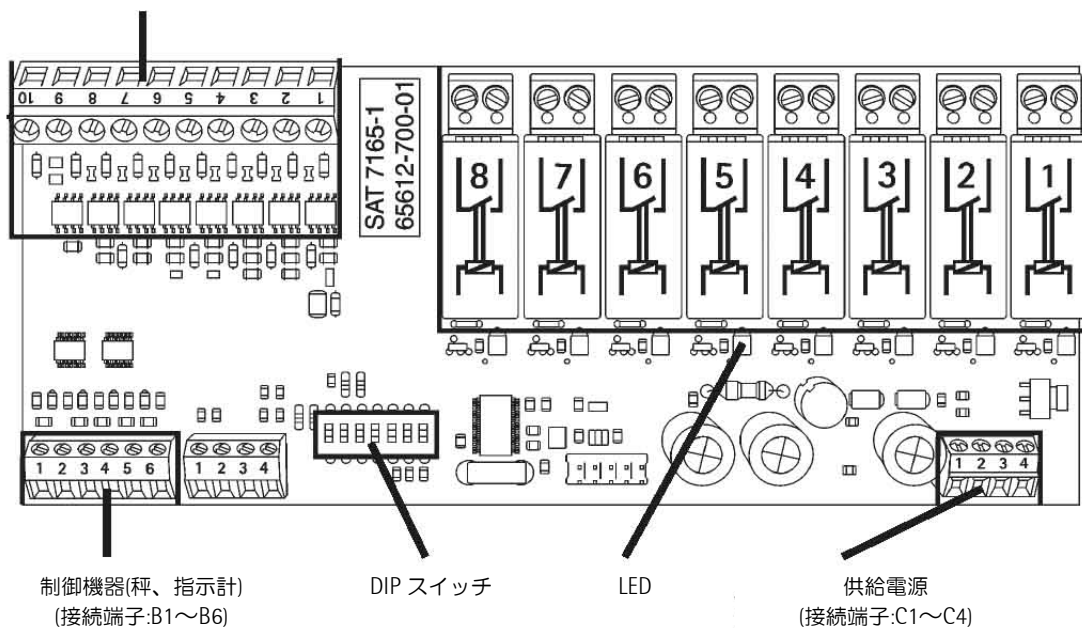 10 9 8 7 6 5 4 3 2 1
SAT 7165-1
65612-700-01
8 7 6 5 4 3 2 1
1 2 3 4 5 6
1 2 3 4
1 2 3 4
制御機器(秤、指示計)
(接続端子:B1～B6)
DIP スイッチ
LED
供給電源
(接続端子:C1～C4)